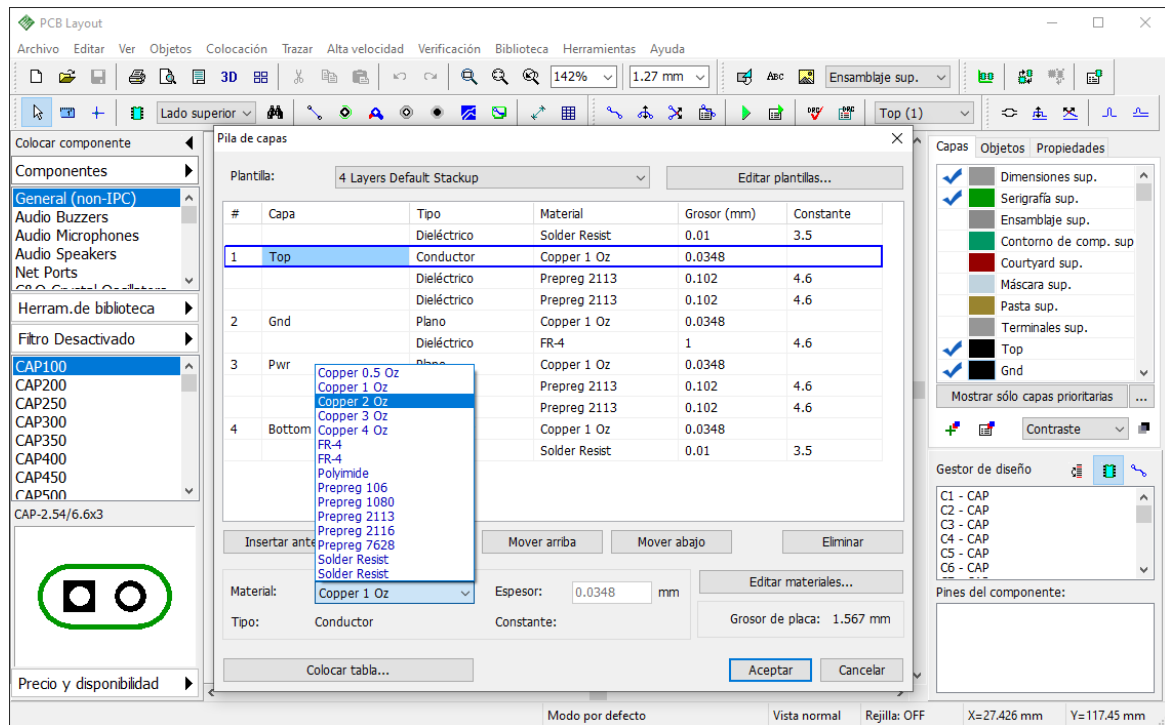 PCB Layout
Archivo Editar Ver Objetos Colocación Trazar Alta velocidad Verificación Biblioteca Herramientas Ayuda
3D 142% 1.27 mm ABC Ensamblaje sup.
Lado superior Top (1)
Colocar componente
Componentes
General (non-IPC)
Audio Buzzers
Audio Microphones
Audio Speakers
Net Ports
Herram.de biblioteca
Filtro Desactivado
CAP100
CAP200
CAP250
CAP300
CAP350
CAP400
CAP450
CAP500
CAP-2.54/6.6x3
Precio y disponibilidad
Pila de capas
Plantilla: 4 Layers Default Stackup Editar plantillas...
# Capa Tipo Material Grosor (mm) Constante
Dieléctrico Solder Resist 0.01 3.5
1 Top Conductor Copper 1 Oz 0.0348
Dieléctrico Prepreg 2113 0.102 4.6
Dieléctrico Prepreg 2113 0.102 4.6
2 Gnd Plano Copper 1 Oz 0.0348
Dieléctrico FR-4 1 4.6
3 Pwr Plano Copper 1 Oz 0.0348
Prepreg 2113 0.102 4.6
Prepreg 2113 0.102 4.6
4 Bottom Copper 1 Oz 0.0348
Solder Resist 0.01 3.5
Copper 0.5 Oz
Copper 1 Oz
Copper 2 Oz
Copper 3 Oz
Copper 4 Oz
FR-4
FR-4
Polyimide
Prepreg 106
Prepreg 1080
Prepreg 2113
Prepreg 2116
Prepreg 7628
Solder Resist
Solder Resist
Insertar ante Mover arriba Mover abajo Eliminar
Material: Copper 1 Oz Espesor: 0.0348 mm Editar materiales...
Tipo: Conductor Constante: Grosor de placa: 1.567 mm
Colocar tabla... Aceptar Cancelar
Capas Objetos Propiedades
Dimensiones sup.
Serigrafía sup.
Ensamblaje sup.
Contorno de comp. sup
Courtyard sup.
Máscara sup.
Pasta sup.
Terminales sup.
Top
Gnd
Mostrar sólo capas prioritarias ...
Contraste
Gestor de diseño
C1 - CAP
C2 - CAP
C3 - CAP
C4 - CAP
C5 - CAP
C6 - CAP
Pines del componente:
Modo por defecto Vista normal Rejilla: OFF X=27.426 mm Y=117.45 mm